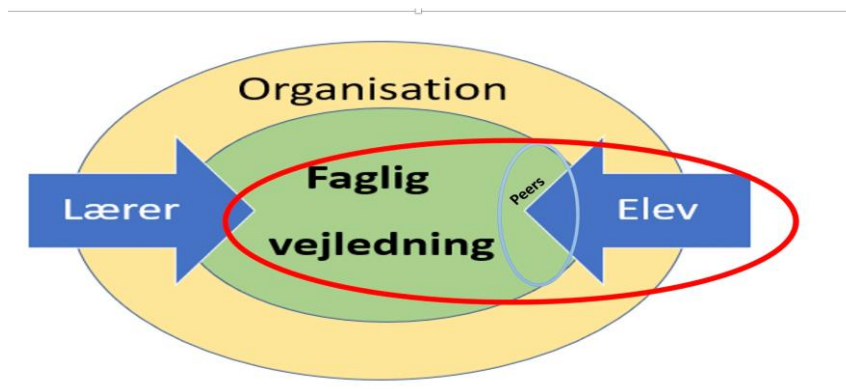 Organisation
Faglig
vejledning
Lærer
Peers
Elev